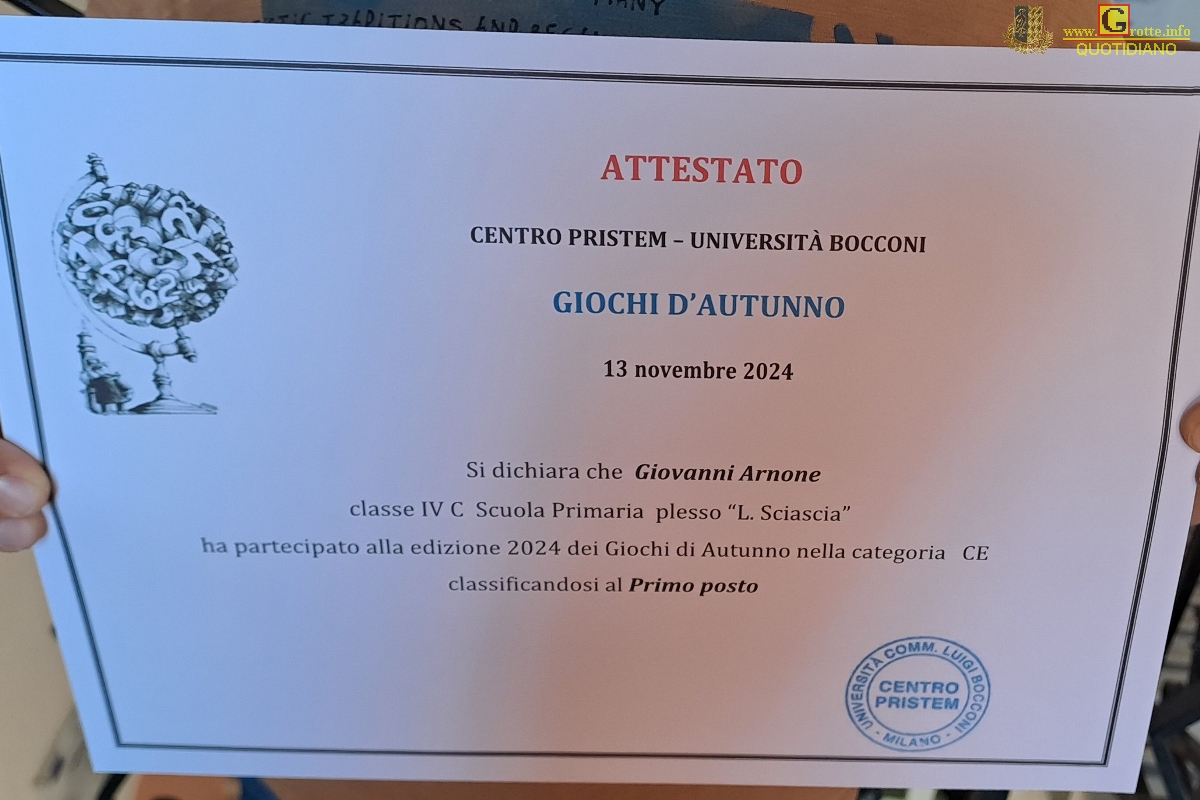 www.Grotte.info
QUOTIDIANO
TRADITIONS AND
ATTESTATO
CENTRO PRISTEM – UNIVERSITÀ BOCCONI
GIOCHI D’AUTUNNO
13 novembre 2024
Si dichiara che Giovanni Arnone
classe IV C Scuola Primaria plesso “L. Sciascia”
ha partecipato alla edizione 2024 dei Giochi di Autunno nella categoria CE
classificandosi al Primo posto
UNIVERSITÀ COMM. LUIGI BOCCONI
CENTRO
PRISTEM
- MILANO -